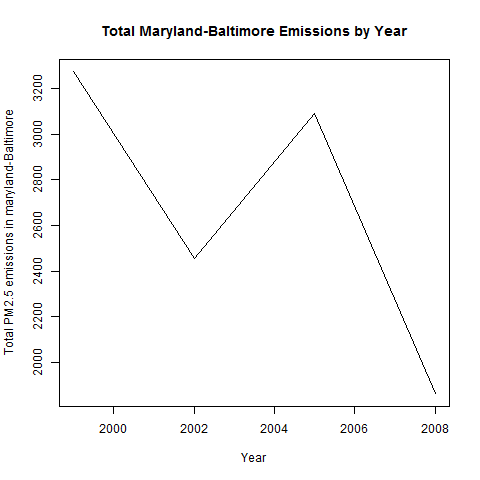 Total Maryland-Baltimore Emissions by Year
Total PM2.5 emissions in maryland-Baltimore
3200
3000
2800
2600
2400
2200
2000
2000 2002 2004 2006 2008
Year